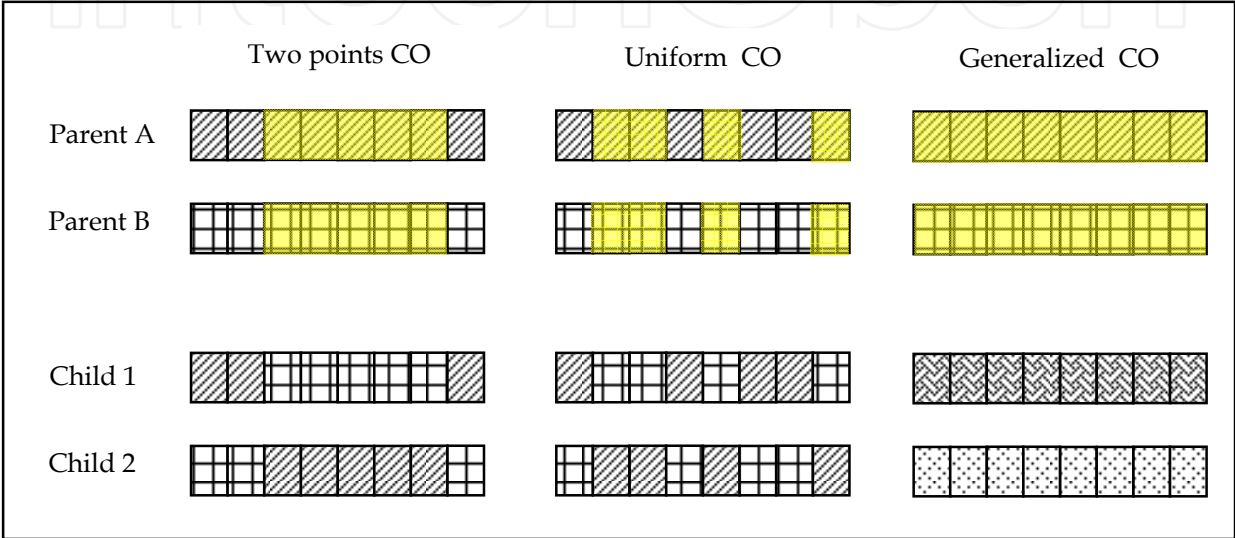 Two points CO Uniform CO Generalized CO
Parent A
Parent B
Child 1
Child 2